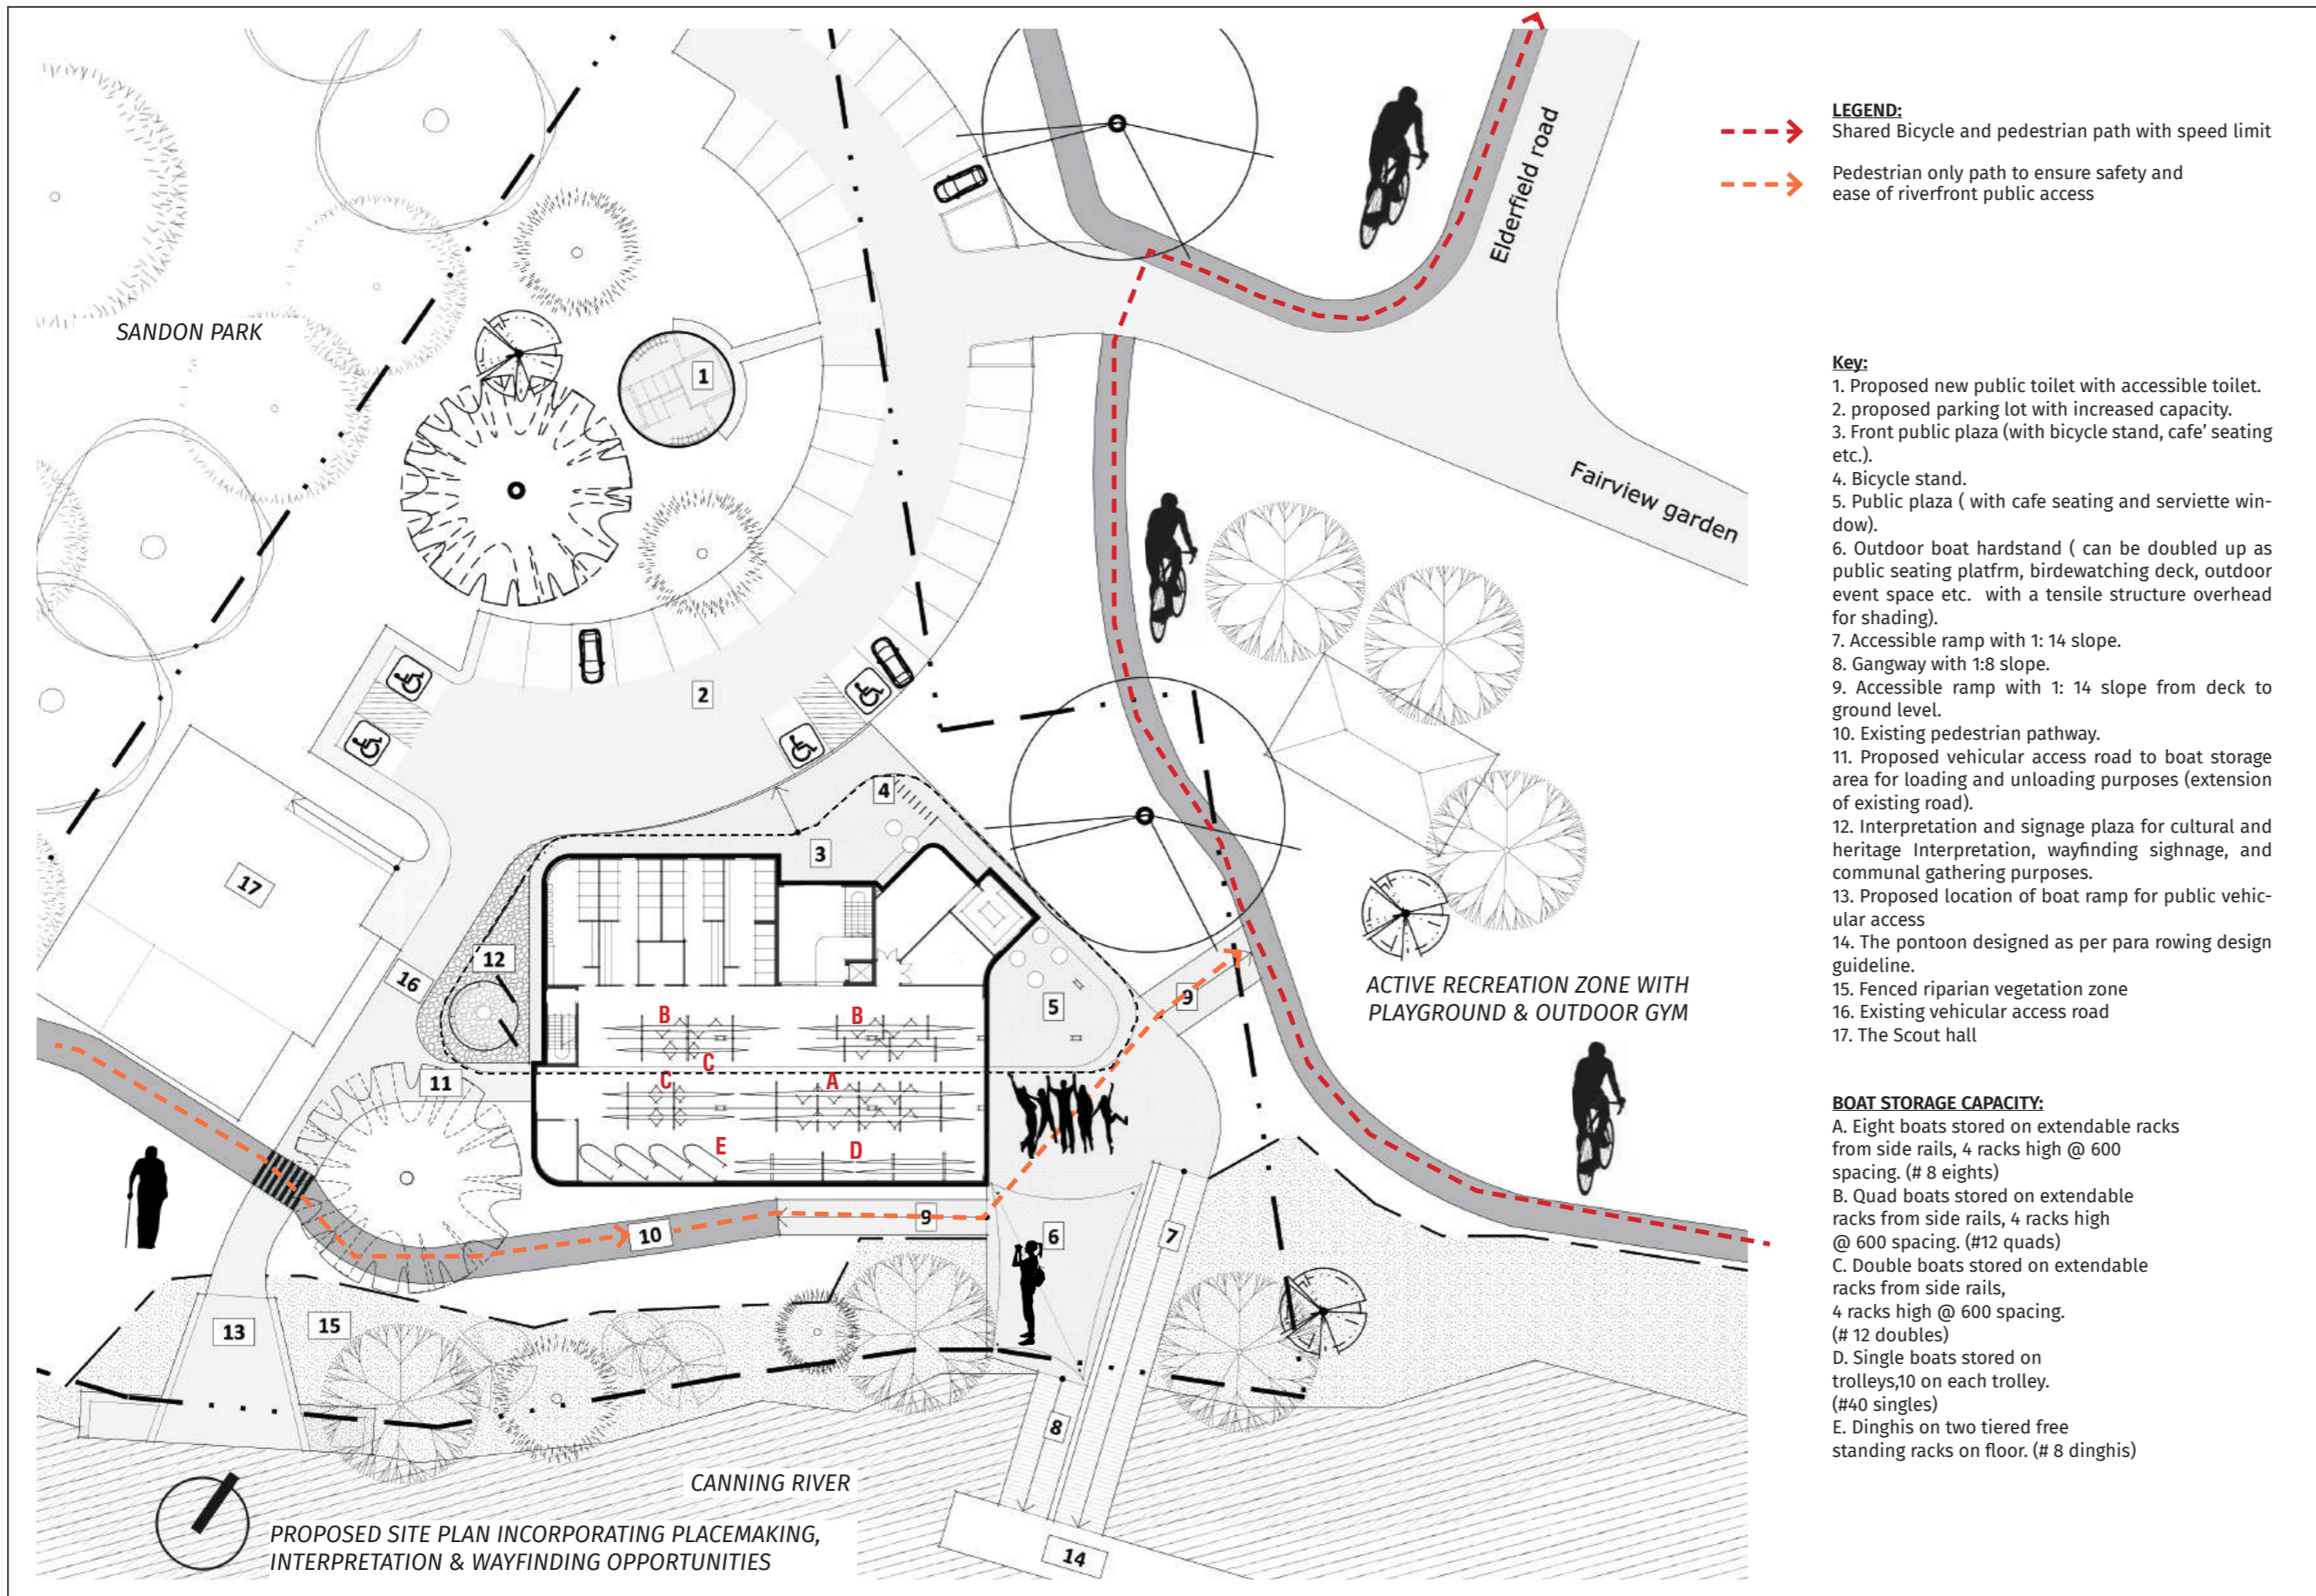 LEGEND:
Shared Bicycle and pedestrian path with speed limit
Pedestrian only path to ensure safety and
ease of riverfront public access
Elderfield road
SANDON PARK
1
Fairview garden
2
4
3
17
12
16
5
9
B
B
C
C
A
11
E
D
ACTIVE RECREATION ZONE WITH
PLAYGROUND & OUTDOOR GYM
9
10
6
7
13
15
8
14
CANNING RIVER
PROPOSED SITE PLAN INCORPORATING PLACEMAKING,
INTERPRETATION & WAYFINDING OPPORTUNITIES
Key:
1. Proposed new public toilet with accessible toilet.
2. proposed parking lot with increased capacity.
3. Front public plaza (with bicycle stand, cafe' seating
etc.).
4. Bicycle stand.
5. Public plaza ( with cafe seating and serviette win-
dow).
6. Outdoor boat hardstand ( can be doubled up as
public seating platfrm, birdewatching deck, outdoor
event space etc. with a tensile structure overhead
for shading).
7. Accessible ramp with 1: 14 slope.
8. Gangway with 1:8 slope.
9. Accessible ramp with 1: 14 slope from deck to
ground level.
10. Existing pedestrian pathway.
11. Proposed vehicular access road to boat storage
area for loading and unloading purposes (extension
of existing road).
12. Interpretation and signage plaza for cultural and
heritage Interpretation, wayfinding sighnage, and
communal gathering purposes.
13. Proposed location of boat ramp for public vehic-
ular access
14. The pontoon designed as per para rowing design
guideline.
15. Fenced riparian vegetation zone
16. Existing vehicular access road
17. The Scout hall
BOAT STORAGE CAPACITY:
A. Eight boats stored on extendable racks
from side rails, 4 racks high @ 600
spacing. (# 8 eights)
B. Quad boats stored on extendable
racks from side rails, 4 racks high
@ 600 spacing. (#12 quads)
C. Double boats stored on extendable
racks from side rails,
4 racks high @ 600 spacing.
(# 12 doubles)
D. Single boats stored on
trolleys,10 on each trolley.
(#40 singles)
E. Dinghis on two tiered free
standing racks on floor. (# 8 dinghis)